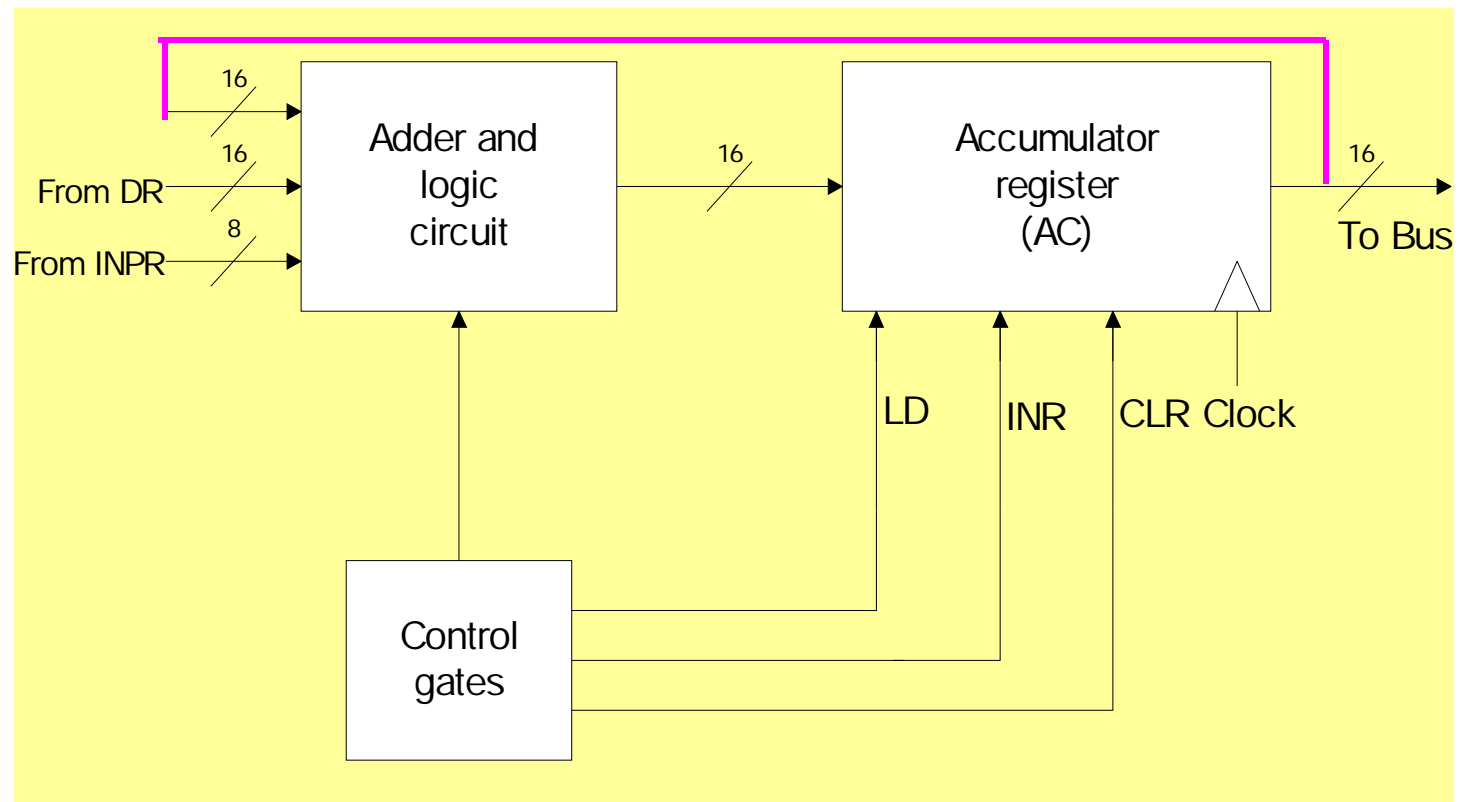 16
Adder and
logic
circuit
16
From DR
8
From INPR
16
Accumulator
register
(AC)
16
To Bus
LD
INR
CLR Clock
Control
gates